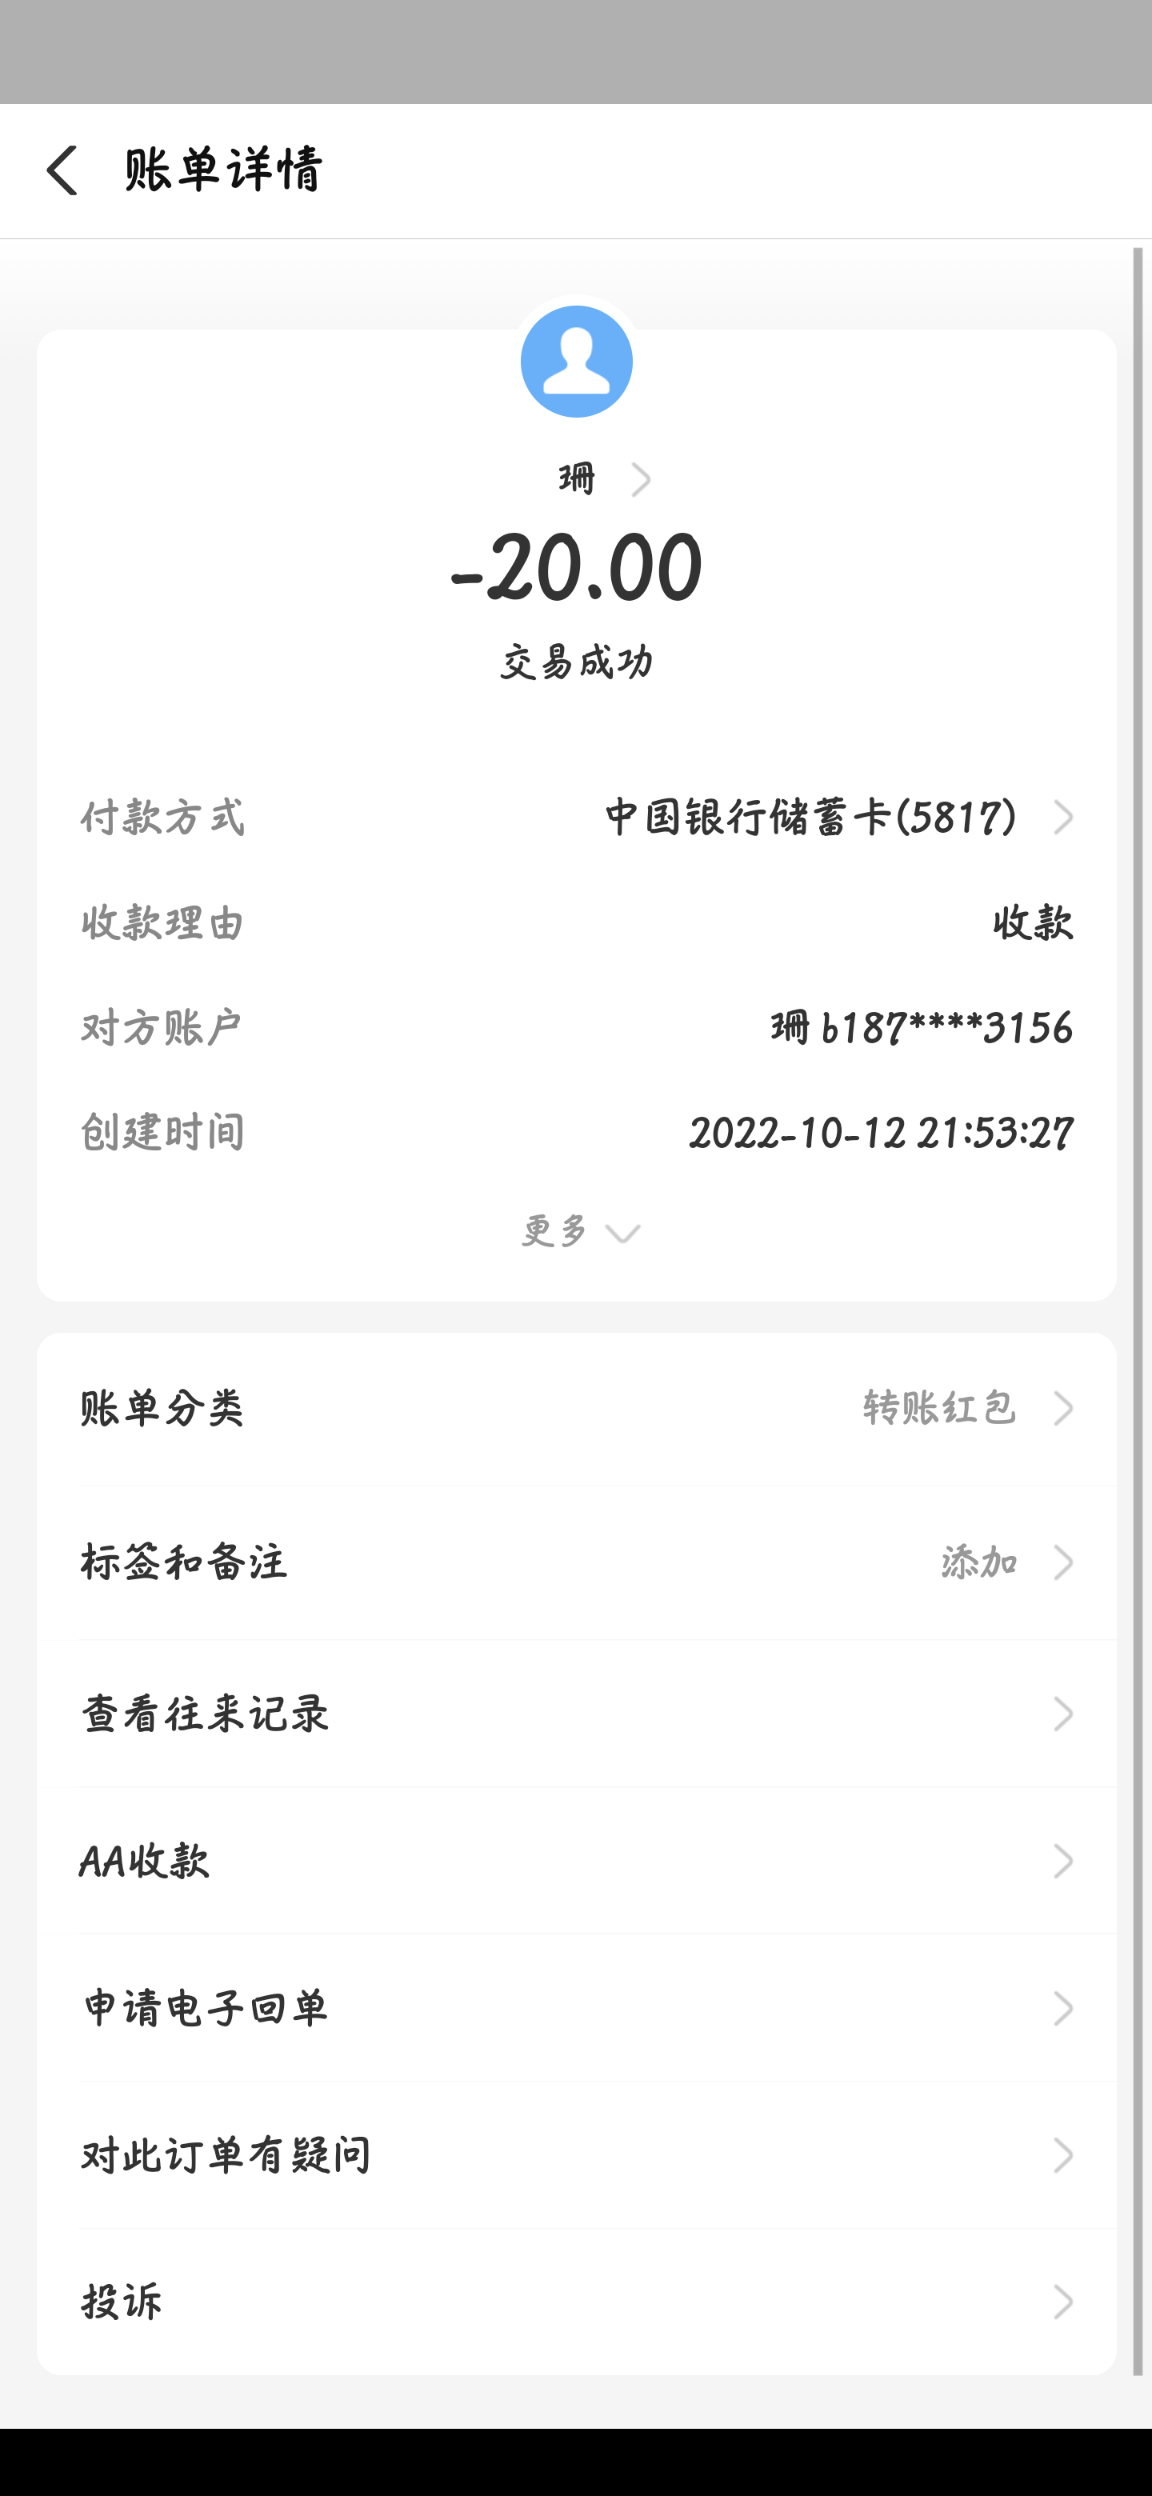 账单详情
珊
-20.00
交易成功
付款方式 中国银行储蓄卡(5817)
收款理由 收款
对方账户 珊 187****3156
创建时间 2022-10-12 21:53:27
更多
账单分类 转账红包
标签和备注 添加
查看往来记录
AA收款
申请电子回单
对此订单有疑问
投诉